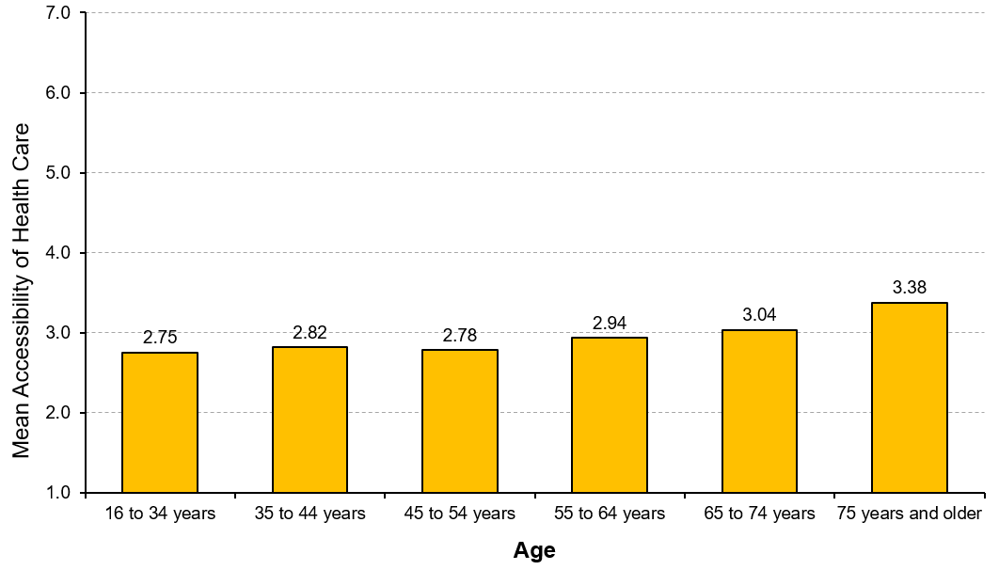 7.0
6.0
5.0
4.0
3.0
2.0
1.0
Mean Accessibility of Health Care
2.75
2.82
2.78
2.94
3.04
3.38
16 to 34 years
35 to 44 years
45 to 54 years
55 to 64 years
65 to 74 years
75 years and older
Age